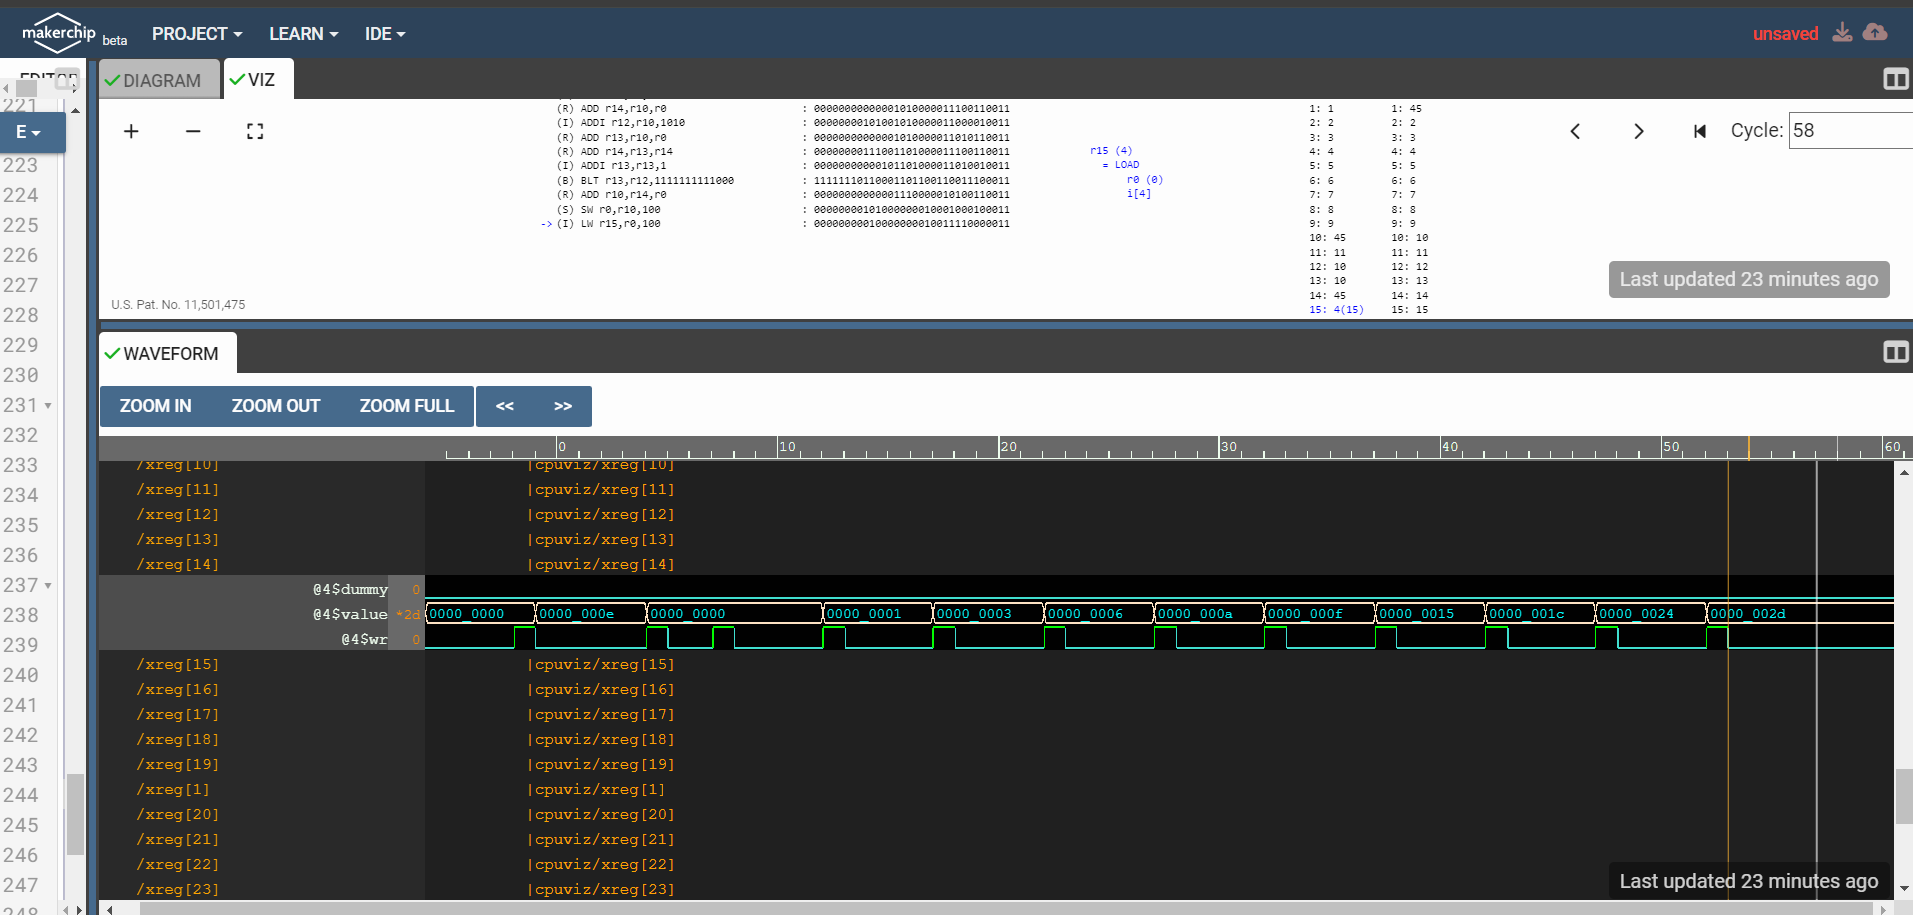 makerchip beta PROJECT LEARN IDE unsaved
EDITOR
DIAGRAM VIZ
E
Cycle: 58
(R) ADD r14,r10,r0 : 00000000000001010000011100110011
(I) ADDI r12,r10,1010 : 00000000101001010000011000010011
(R) ADD r13,r10,r0 : 00000000000001010000011010110011
(R) ADD r14,r13,r14 : 00000000111001101000011100110011
(I) ADDI r13,r13,1 : 00000000000101101000011010010011
(B) BLT r13,r12,1111111111000 : 11111110110001101100110011100011
(R) ADD r10,r14,r0 : 00000000000001110000010100110011
(S) SW r0,r10,100 : 00000000101000000010001000100011
-> (I) LW r15,r0,100 : 00000000010000000010011110000011
r15 (4)
= LOAD
r0 (0)
i[4]
1: 1 1: 45
2: 2 2: 2
3: 3 3: 3
4: 4 4: 4
5: 5 5: 5
6: 6 6: 6
7: 7 7: 7
8: 8 8: 8
9: 9 9: 9
10: 45 10: 10
11: 11 11: 11
12: 10 12: 12
13: 10 13: 13
14: 45 14: 14
15: 4(15) 15: 15
Last updated 23 minutes ago
U.S. Pat. No. 11,501,475
WAVEFORM
ZOOM IN ZOOM OUT ZOOM FULL << >>
0 10 20 30 40 50 60
/xreg[10] |cpuviz/xreg[10]
/xreg[11] |cpuviz/xreg[11]
/xreg[12] |cpuviz/xreg[12]
/xreg[13] |cpuviz/xreg[13]
/xreg[14] |cpuviz/xreg[14]
@4$dummy 0
@4$value *2d 0000_0000 0000_000e 0000_0000 0000_0001 0000_0003 0000_0006 0000_000a 0000_000f 0000_0015 0000_001c 0000_0024 0000_002d
@4$wr 0
/xreg[15] |cpuviz/xreg[15]
/xreg[16] |cpuviz/xreg[16]
/xreg[17] |cpuviz/xreg[17]
/xreg[18] |cpuviz/xreg[18]
/xreg[19] |cpuviz/xreg[19]
/xreg[1] |cpuviz/xreg[1]
/xreg[20] |cpuviz/xreg[20]
/xreg[21] |cpuviz/xreg[21]
/xreg[22] |cpuviz/xreg[22]
/xreg[23] |cpuviz/xreg[23]
Last updated 23 minutes ago
221
223
224
225
226
227
228
229
230
231
232
233
234
235
236
237
238
239
240
241
242
243
244
245
246
247
248